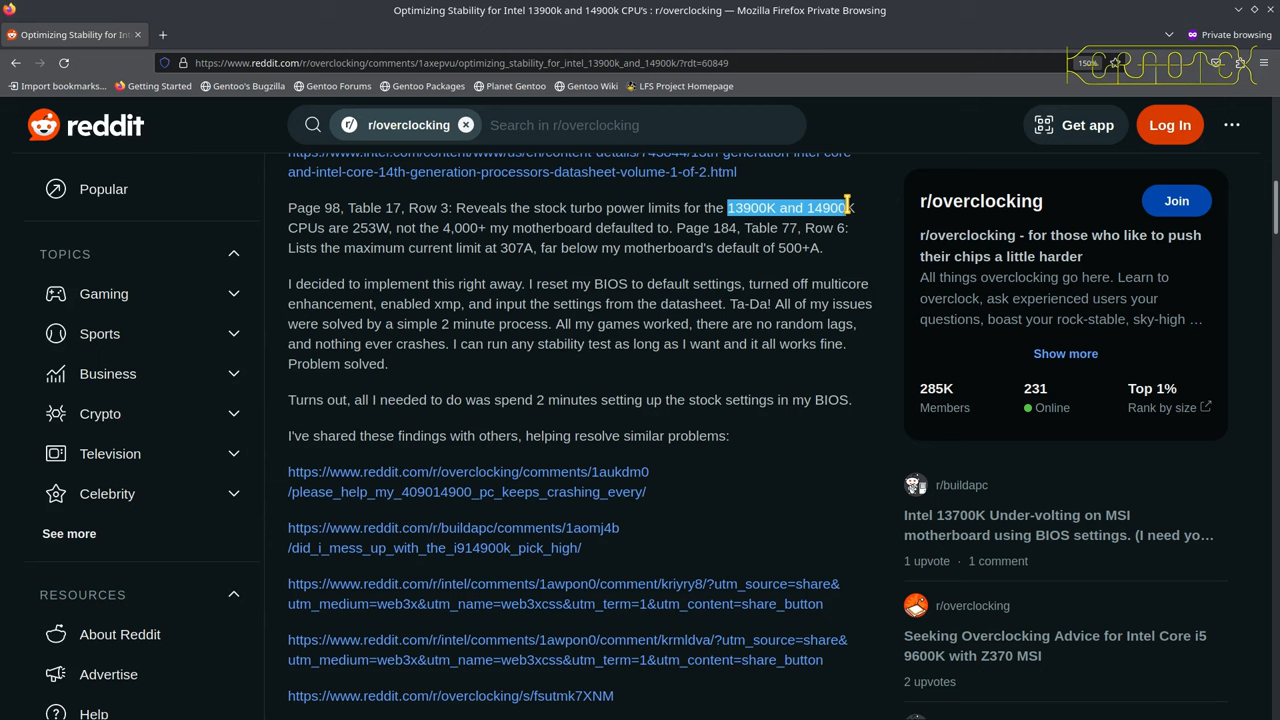 Optimizing Stability for Intel 13900k and 14900k CPU's : r/overclocking — Mozilla Firefox Private Browsing
Optimizing Stability for Int
Private browsing
https://www.reddit.com/r/overclocking/comments/1axepvu/optimizing_stability_for_intel_13900k_and_14900k/?rdt=60849
150%
KORAOTEK
Import bookmarks...
Getting Started
Gentoo's Bugzilla
Gentoo Forums
Gentoo Packages
Planet Gentoo
Gentoo Wiki
LFS Project Homepage
reddit
r/overclocking
Search in r/overclocking
Get app
Log In
Popular
TOPICS
Gaming
Sports
Business
Crypto
Television
Celebrity
See more
RESOURCES
About Reddit
Advertise
Help
https://www.intel.com/content/www/us/en/content-details/743844/13th-generation-intel-core-
and-intel-core-14th-generation-processors-datasheet-volume-1-of-2.html
Page 98, Table 17, Row 3: Reveals the stock turbo power limits for the 13900K and 14900K
CPUs are 253W, not the 4,000+ my motherboard defaulted to. Page 184, Table 77, Row 6:
Lists the maximum current limit at 307A, far below my motherboard's default of 500+A.
I decided to implement this right away. I reset my BIOS to default settings, turned off multicore
enhancement, enabled xmp, and input the settings from the datasheet. Ta-Da! All of my issues
were solved by a simple 2 minute process. All my games worked, there are no random lags,
and nothing ever crashes. I can run any stability test as long as I want and it all works fine.
Problem solved.
Turns out, all I needed to do was spend 2 minutes setting up the stock settings in my BIOS.
I've shared these findings with others, helping resolve similar problems:
https://www.reddit.com/r/overclocking/comments/1aukdm0
/please_help_my_409014900_pc_keeps_crashing_every/
https://www.reddit.com/r/buildapc/comments/1aomj4b
/did_i_mess_up_with_the_i914900k_pick_high/
https://www.reddit.com/r/intel/comments/1awpon0/comment/kriyry8/?utm_source=share&
utm_medium=web3x&utm_name=web3xcss&utm_term=1&utm_content=share_button
https://www.reddit.com/r/intel/comments/1awpon0/comment/krmldva/?utm_source=share&
utm_medium=web3x&utm_name=web3xcss&utm_term=1&utm_content=share_button
https://www.reddit.com/r/overclocking/s/fsutmk7XNM
r/overclocking
Join
r/overclocking - for those who like to
push their chips a little harder
All things overclocking go here. Learn to
overclock, ask experienced users your
questions, boast your rock-stable, sky-high ...
Show more
285K
231
Top 1%
Members
Online
Rank by size
r/buildapc
Intel 13700K Under-volting on MSI
motherboard using BIOS settings. (I need yo...
1 upvote · 1 comment
r/overclocking
Seeking Overclocking Advice for Intel Core i5
9600K with Z370 MSI
2 upvotes